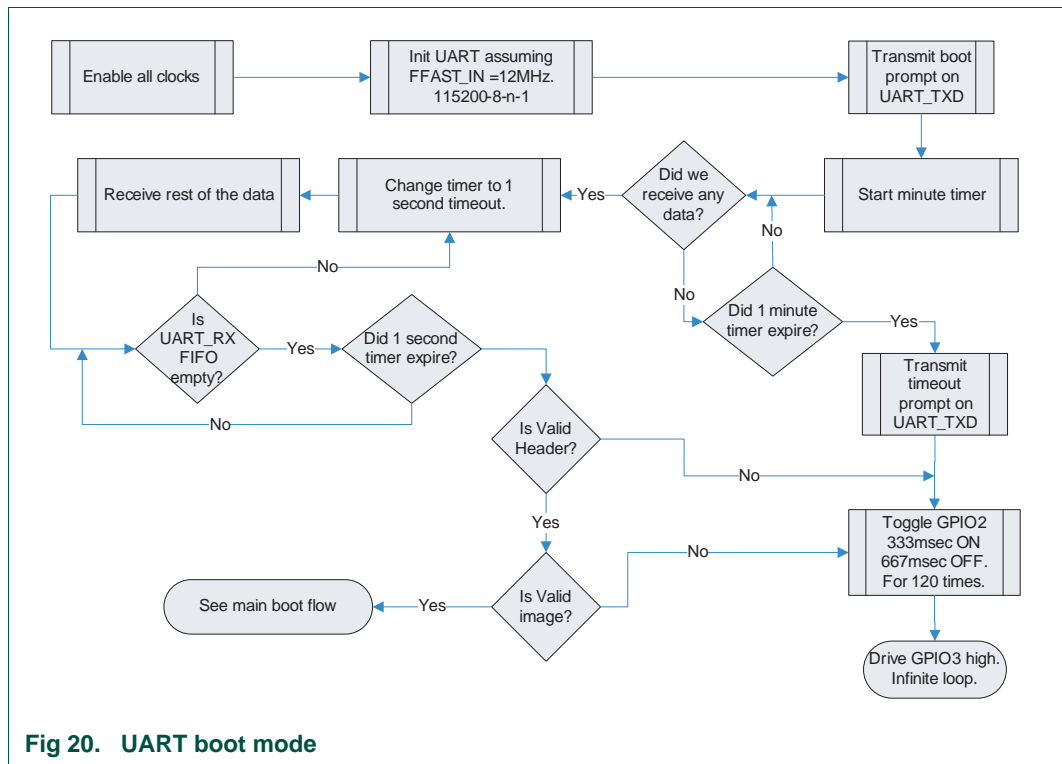 Enable all clocks
Init UART assuming
FFAST_IN =12MHz.
115200-8-n-1
Transmit boot
prompt on
UART_TXD
Receive rest of the data
Change timer to 1
second timeout.
Yes
Did we
receive any
data?
Start minute timer
No
No
No
Is
UART_RX
FIFO
empty?
Yes
Did 1 second
timer expire?
Did 1 minute
timer expire?
Yes
No
Transmit
timeout
prompt on
UART_TXD
Is Valid
Header?
No
Yes
Toggle GPIO2
333msec ON
667msec OFF.
For 120 times.
No
See main boot flow
Yes
Is Valid
image?
Drive GPIO3 high.
Infinite loop.
Fig 20. UART boot mode